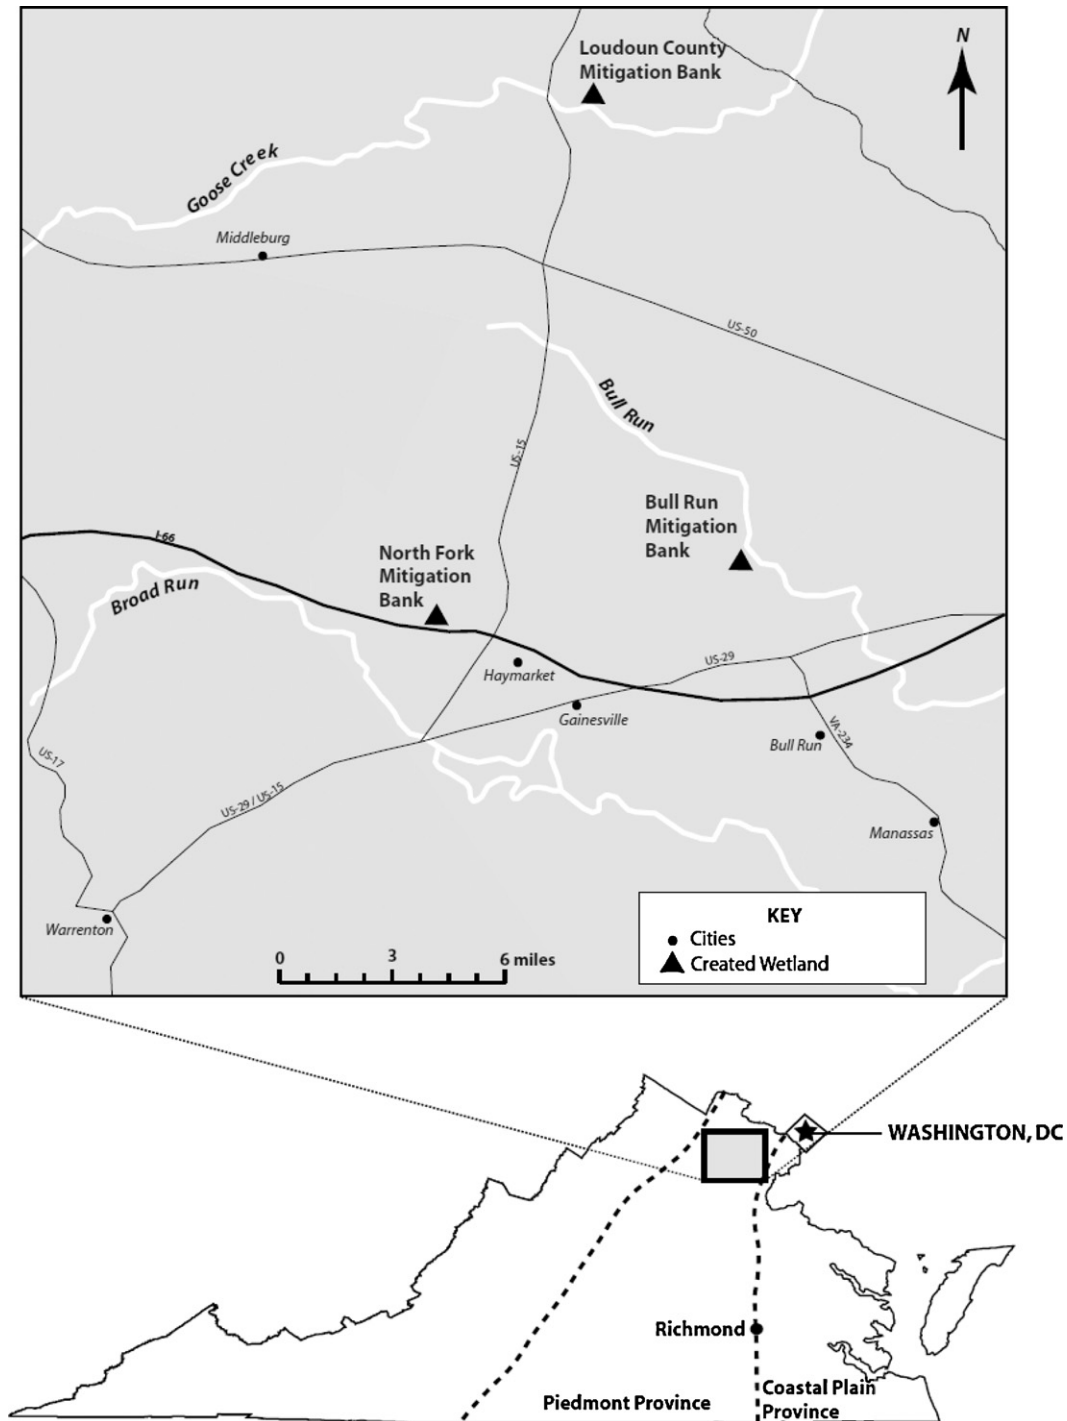 Loudoun County
Mitigation Bank
N
Goose Creek
Middleburg
US-50
Bull Run
US-15
Bull Run
Mitigation
Bank
I-66
North Fork
Mitigation
Bank
Broad Run
US-29
Haymarket
Gainesville
VA-234
Bull Run
US-17
US-29 / US-15
Manassas
KEY
Cities
Created Wetland
Warrenton
0 3 6 miles
WASHINGTON, DC
Richmond
Piedmont Province
Coastal Plain
Province